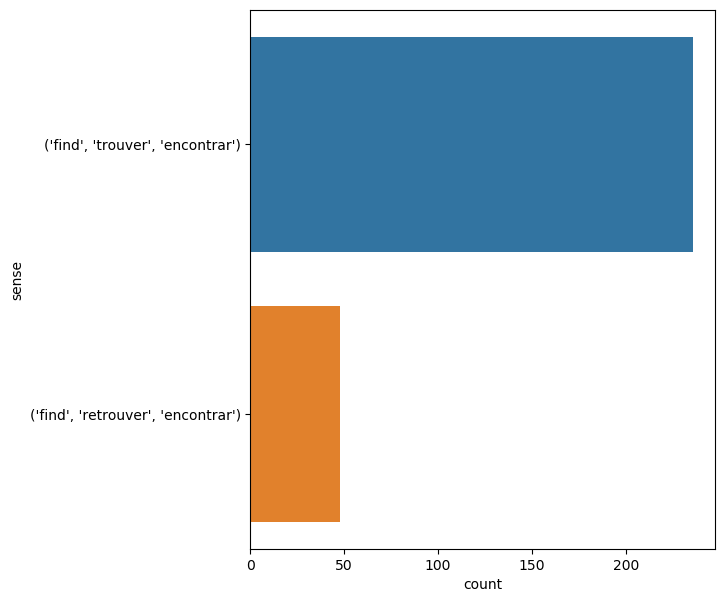 ('find', 'trouver', 'encontrar')
('find', 'retrouver', 'encontrar')
sense
0 50 100 150 200
count